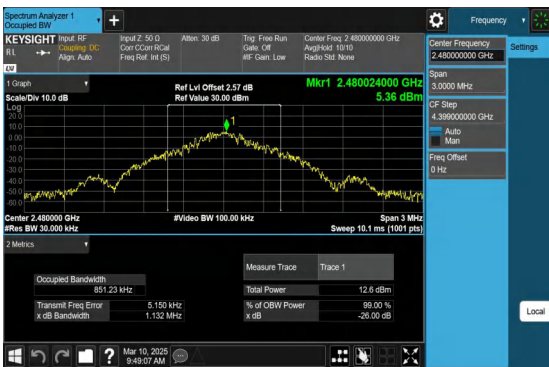 Spectrum Analyzer 1
Occupied BW
+
Frequency
KEYSIGHT
Input: RF
Input Z: 50 Ω
Atten: 30 dB
Trig: Free Run
Center Freq: 2.480000000 GHz
RL
Coupling: DC
Corr CCorr RCal
Gate: Off
Avg|Hold: 10/10
Align: Auto
Freq Ref: Int (S)
#IF Gain: Low
Radio Std: None
LXI
Center Frequency
2.480000000 GHz
Settings
Span
3.0000 MHz
CF Step
4.399000000 GHz
Auto
Man
Freq Offset
0 Hz
Local
1 Graph
Ref Lvl Offset 2.57 dB
Mkr1 2.480024000 GHz
Scale/Div 10.0 dB
Ref Value 30.00 dBm
5.36 dBm
Log
20.0
10.0
0.00
-10.0
-20.0
-30.0
-40.0
-50.0
-60.0
1
Center 2.480000 GHz
#Video BW 100.00 kHz
Span 3 MHz
#Res BW 30.000 kHz
Sweep 10.1 ms (1001 pts)
2 Metrics
Measure Trace
Trace 1
Occupied Bandwidth
851.23 kHz
Total Power
12.6 dBm
Transmit Freq Error
5.150 kHz
% of OBW Power
99.00 %
x dB Bandwidth
1.132 MHz
x dB
-26.00 dB
?
Mar 10, 2025
9:49:07 AM